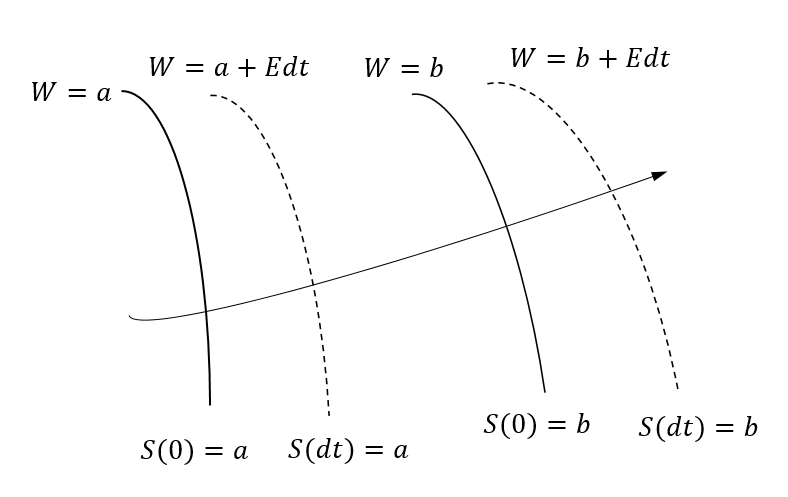 W = a
W = a + Edt
W = b
W = b + Edt
S(0) = a
S(dt) = a
S(0) = b
S(dt) = b